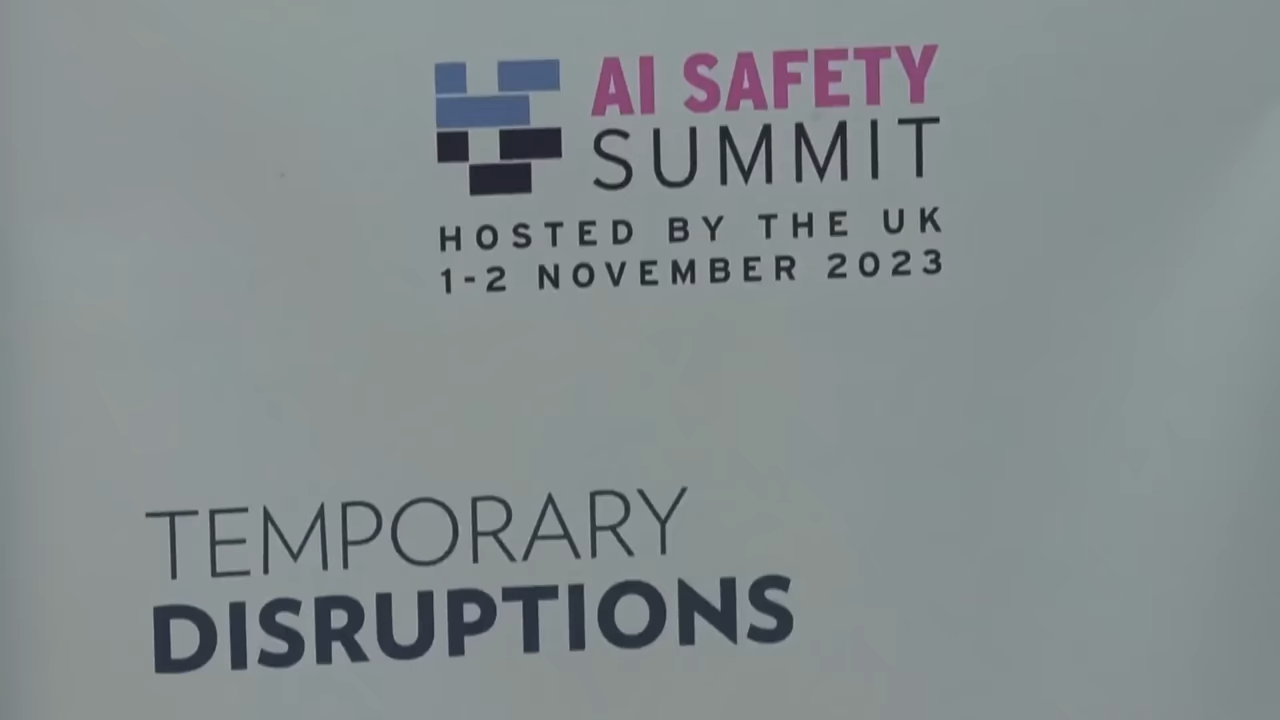 AI SAFETY
SUMMIT
HOSTED BY THE UK
1-2 NOVEMBER 2023
TEMPORARY
DISRUPTIONS